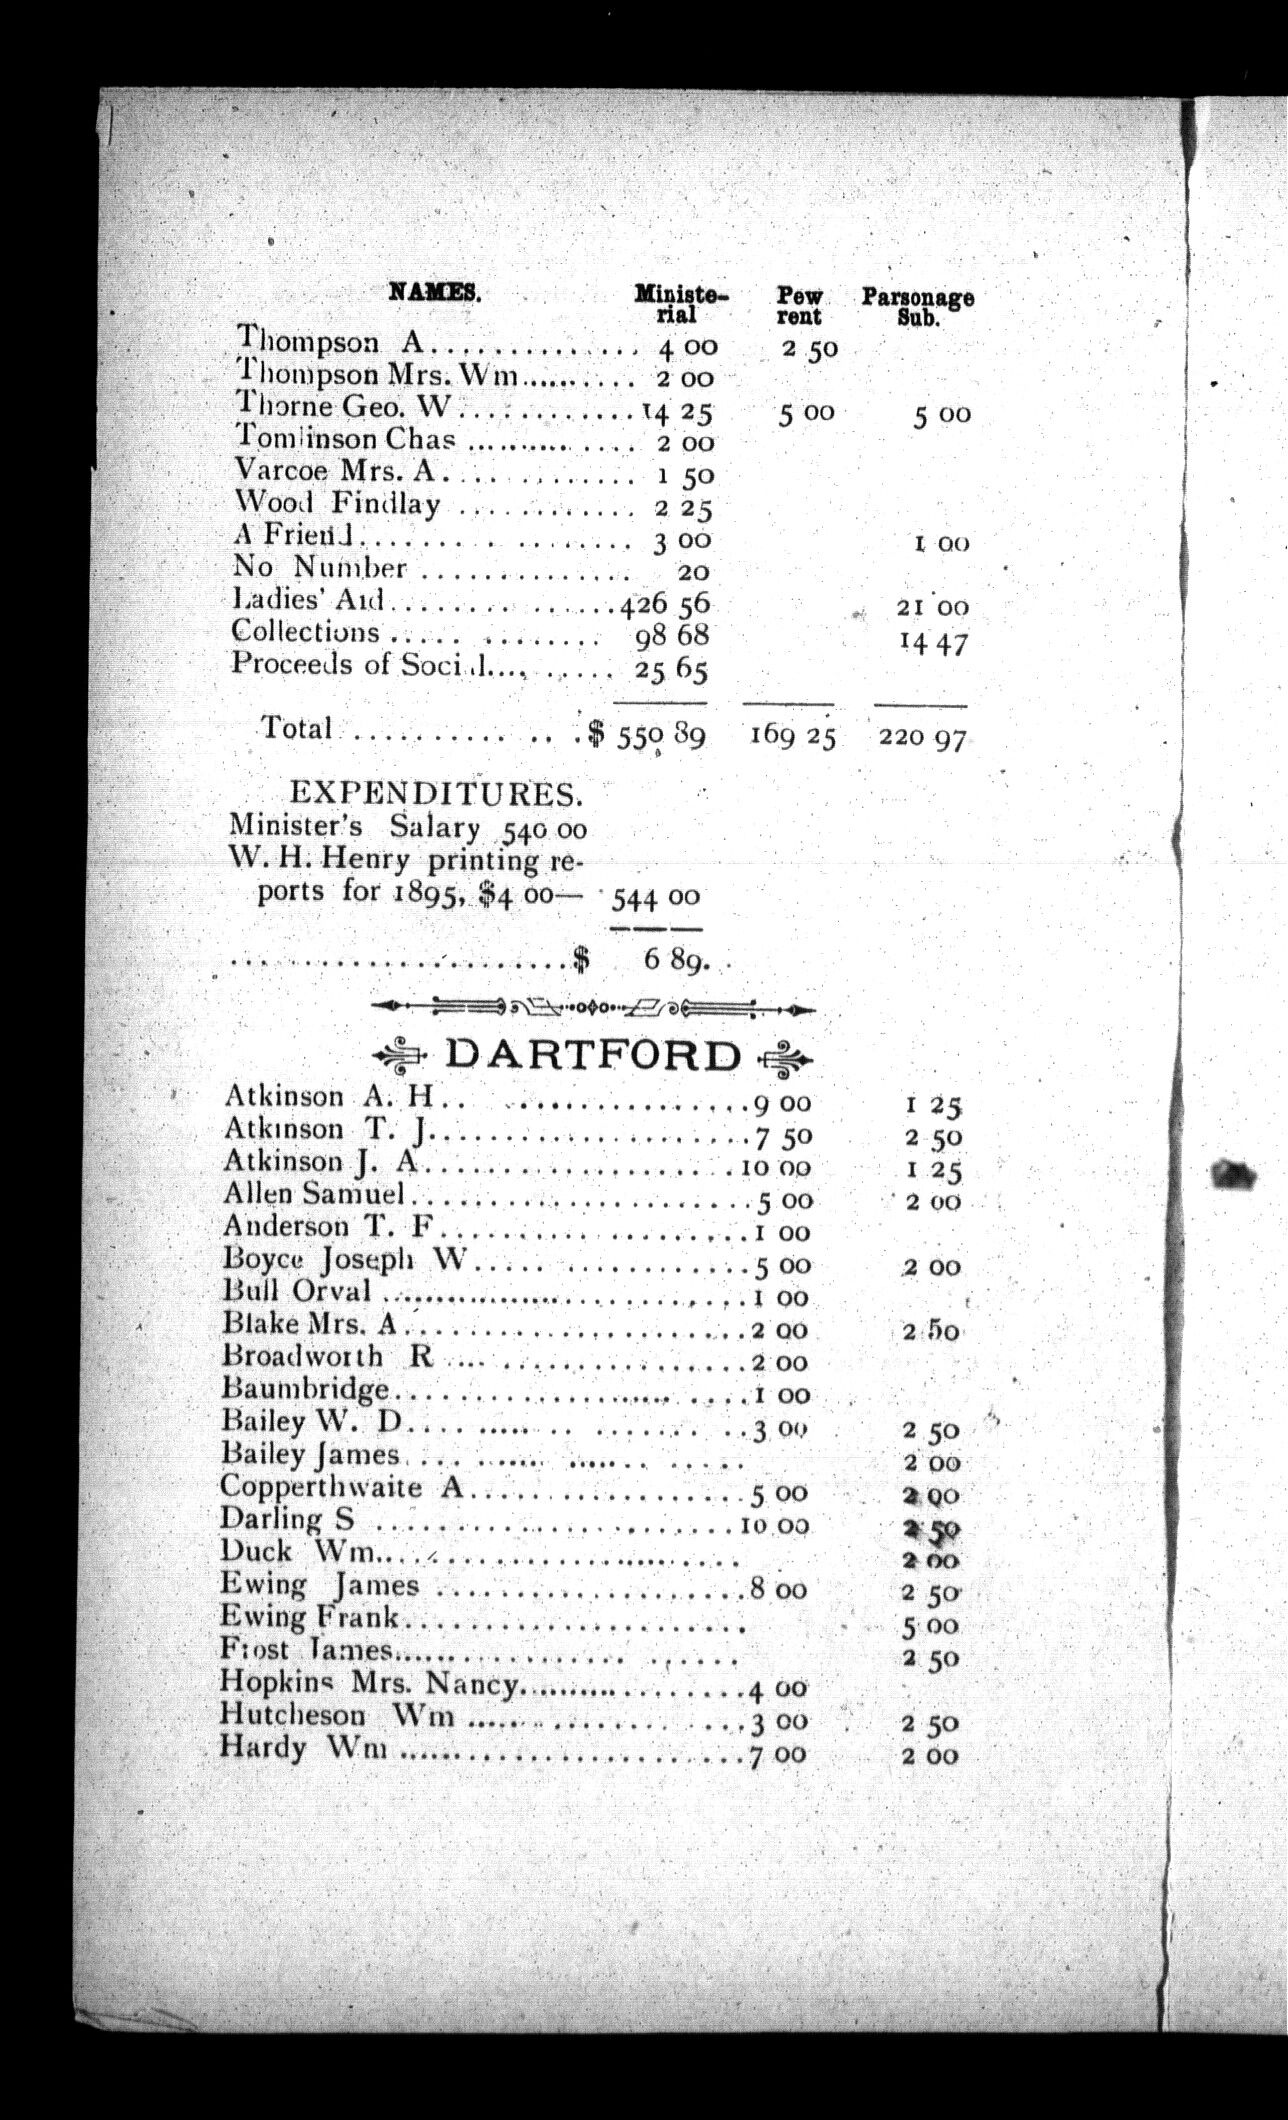 NAMES. Ministe- Pew Parsonage
rial rent Sub.
Thompson A............... 4 00 2 50
Thompson Mrs. Wm.......... 2 00
Thorne Geo. W............14 25 5 00 5 00
Tomlinson Chas .............. 2 00
Varcoe Mrs. A............. 1 50
Wood Findlay ............ 2 25
A Friend................ 3 00 1 00
No Number .............. 20
Ladies' Aid..............426 56 21 00
Collections ............. 98 68 14 47
Proceeds of Social......... 25 65
Total ..............$ 550 89 169 25 220 97
EXPENDITURES.
Minister's Salary 540 00
W. H. Henry printing re-
ports for 1895, $4 00— 544 00
......................$ 6 89.
DARTFORD
Atkinson A. H.................9 00 1 25
Atkinson T. J.....................7 50 2 50
Atkinson J. A....................10 00 1 25
Allen Samuel......................5 00 2 00
Anderson T. F...................1 00
Boyce Joseph W.................5 00 2 00
Bull Orval .........................1 00
Blake Mrs. A......................2 00 2 50
Broadworth R ...................2 00
Baumbridge.......................1 00
Bailey W. D....................3 00 2 50
Bailey James..................... 2 00
Copperthwaite A..................5 00 2 00
Darling S .......................10 00 2 50
Duck Wm......................... 2 00
Ewing James ....................8 00 2 50
Ewing Frank...................... 5 00
Frost James...................... 2 50
Hopkins Mrs. Nancy..................4 00
Hutcheson Wm ...................3 00 2 50
Hardy Wm ........................7 00 2 00